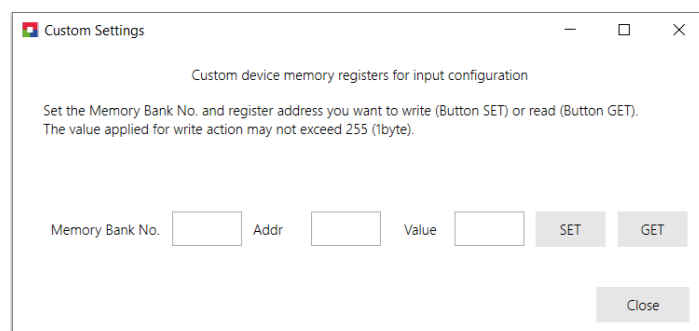 Custom Settings
Custom device memory registers for input configuration
Set the Memory Bank No. and register address you want to write (Button SET) or read (Button GET).
The value applied for write action may not exceed 255 (1byte).
Memory Bank No. Addr Value SET GET
Close